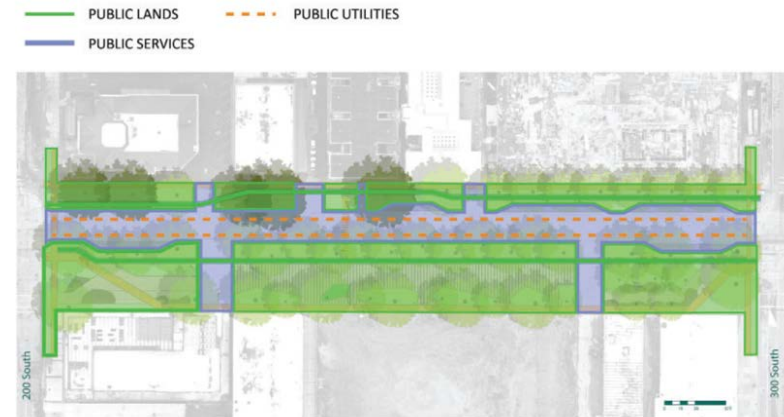 PUBLIC LANDS
PUBLIC UTILITIES
PUBLIC SERVICES
200 South
300 South